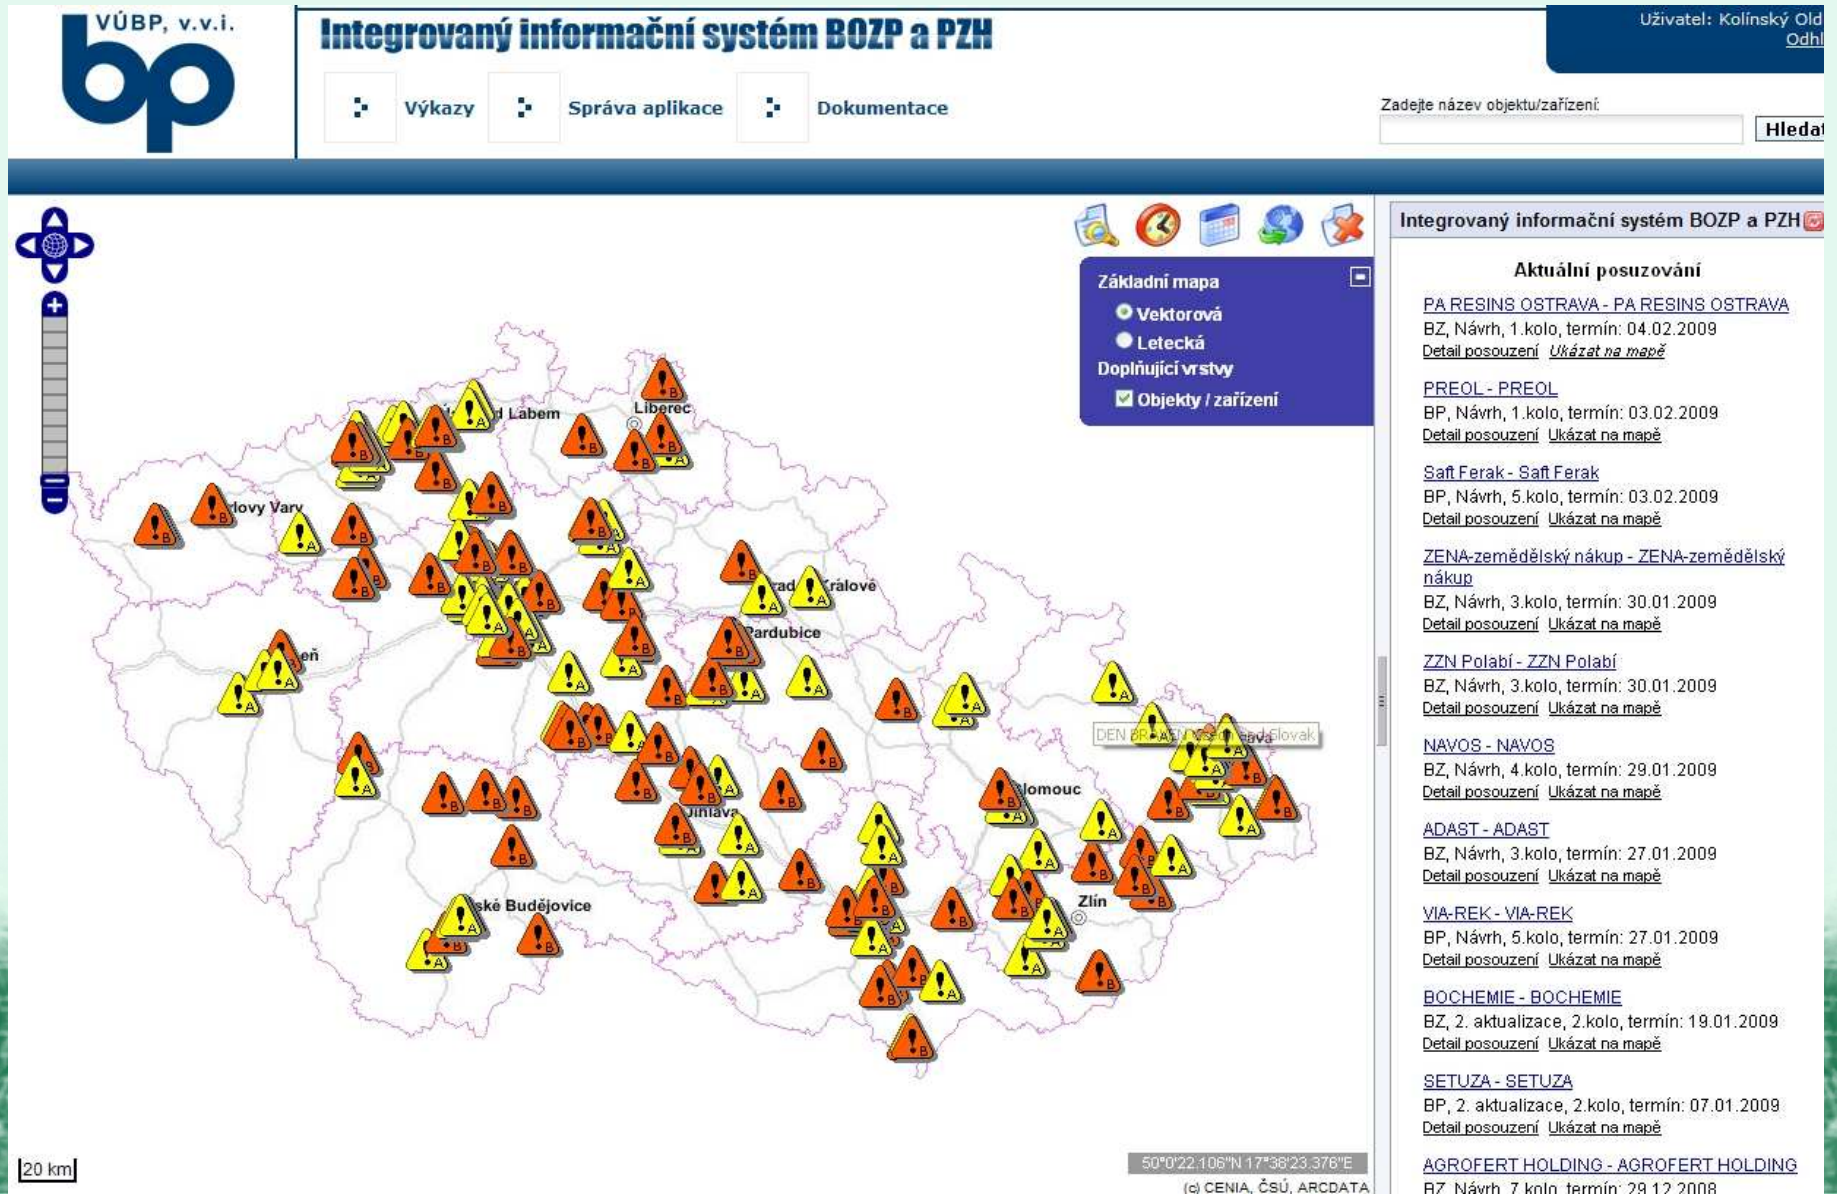 VÚBP, v.v.i.
bp
Integrovaný informační systém BOZP a PZH
Výkazy
Správa aplikace
Dokumentace
Uživatel: Kolínský Old
Odhl
Zadejte název objektu/zařízení:
Hledat
Základní mapa
Vektorová
Letecká
Doplňující vrstvy
Objekty / zařízení
d Labem
Liberec
lovy Vary
rad Králové
Pardubice
eň
lomouc
Jihlava
ské Budějovice
Zlín
20 km
50°0'22.106"N 17°38'23.376"E
(c) CENIA, ČSÚ, ARCDATA
Integrovaný informační systém BOZP a PZH
Aktuální posuzování
PA RESINS OSTRAVA - PA RESINS OSTRAVA
BZ, Návrh, 1.kolo, termín: 04.02.2009
Detail posouzení Ukázat na mapě
PREOL - PREOL
BP, Návrh, 1.kolo, termín: 03.02.2009
Detail posouzení Ukázat na mapě
Saft Ferak - Saft Ferak
BP, Návrh, 5.kolo, termín: 03.02.2009
Detail posouzení Ukázat na mapě
ZENA-zemědělský nákup - ZENA-zemědělský
nákup
BZ, Návrh, 3.kolo, termín: 30.01.2009
Detail posouzení Ukázat na mapě
ZZN Polabí - ZZN Polabí
BZ, Návrh, 3.kolo, termín: 30.01.2009
Detail posouzení Ukázat na mapě
NAVOS - NAVOS
BZ, Návrh, 4.kolo, termín: 29.01.2009
Detail posouzení Ukázat na mapě
ADAST - ADAST
BZ, Návrh, 3.kolo, termín: 27.01.2009
Detail posouzení Ukázat na mapě
VIA-REK - VIA-REK
BP, Návrh, 5.kolo, termín: 27.01.2009
Detail posouzení Ukázat na mapě
BOCHEMIE - BOCHEMIE
BZ, 2. aktualizace, 2.kolo, termín: 19.01.2009
Detail posouzení Ukázat na mapě
SETUZA - SETUZA
BP, 2. aktualizace, 2.kolo, termín: 07.01.2009
Detail posouzení Ukázat na mapě
AGROFERT HOLDING - AGROFERT HOLDING
BZ, Návrh, 7.kolo, termín: 29.12.2008